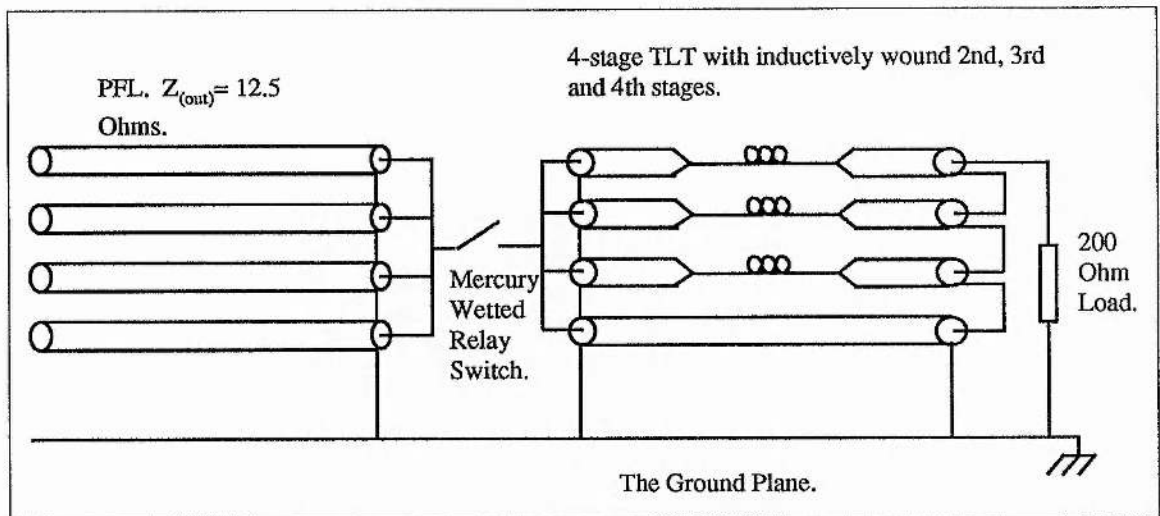 PFL. Z(out)= 12.5
Ohms.
4-stage TLT with inductively wound 2nd, 3rd
and 4th stages.
Mercury
Wetted
Relay
Switch.
200
Ohm
Load.
The Ground Plane.